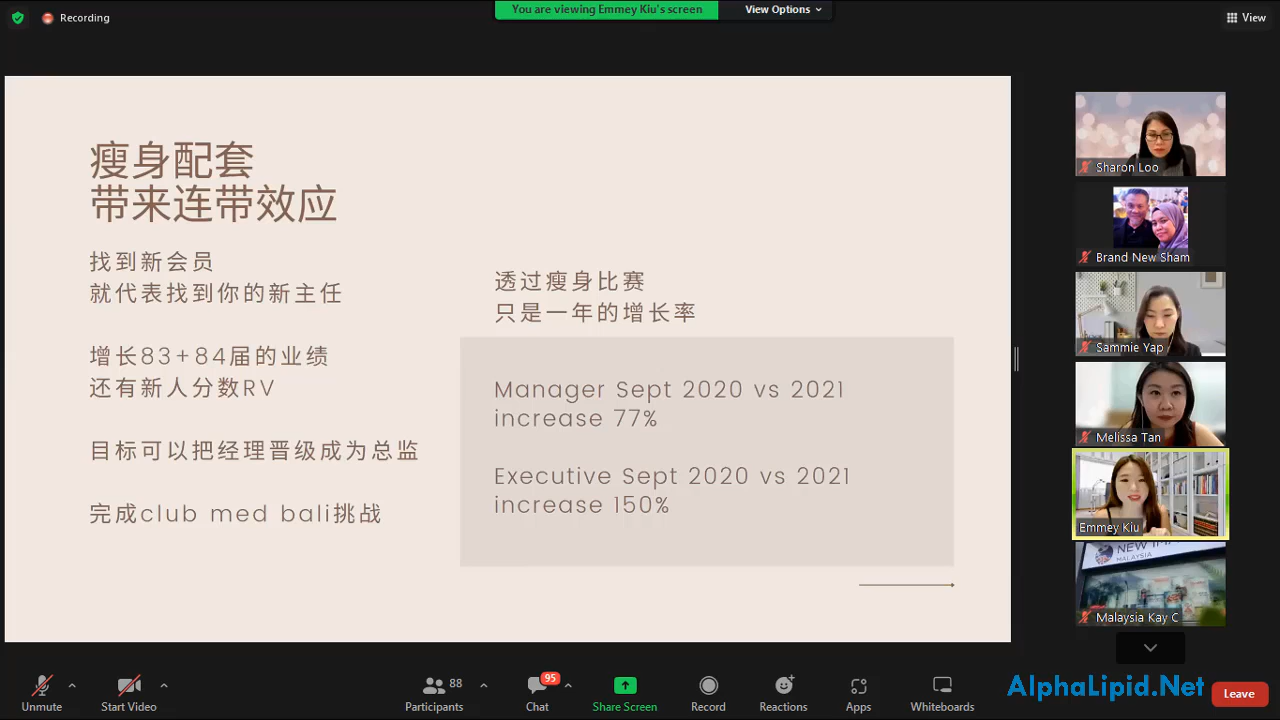 Recording
You are viewing Emmey Kiu's screen
View Options
View
瘦身配套
带来连带效应
找到新会员
就代表找到你的新主任
增长83+84届的业绩
还有新人分数RV
目标可以把经理晋级成为总监
完成club med bali挑战
透过瘦身比赛
只是一年的增长率
Manager Sept 2020 vs 2021
increase 77%
Executive Sept 2020 vs 2021
increase 150%
Sharon Loo
Brand New Sham
Sammie Yap
Melissa Tan
Emmey Kiu
MALAYSIA
Malaysia Kay C
Unmute
Start Video
88
Participants
95
Chat
Share Screen
Record
Reactions
Apps
Whiteboards
AlphaLipid.Net
Leave